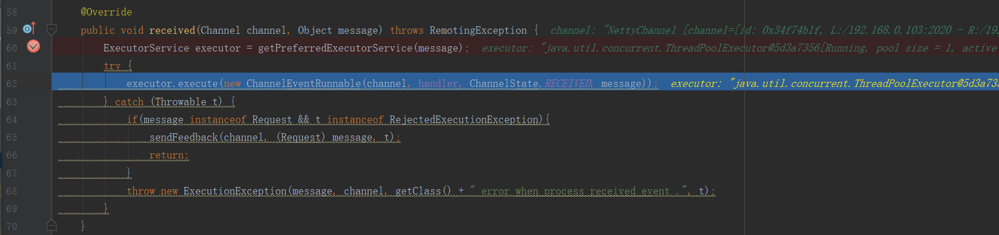 58 @Override
59 public void received(Channel channel, Object message) throws RemotingException { channel: "NettyChannel [channel=[id: 0x34f74b1f, L:/192.168.0.103:2020 - R:/192
60 ExecutorService executor = getPreferredExecutorService(message); executor: "java.util.concurrent.ThreadPoolExecutor@5d3a7356[Running, pool size = 1, active
61 try {
62 executor.execute(new ChannelEventRunnable(channel, handler, ChannelState.RECEIVED, message)); executor: "java.util.concurrent.ThreadPoolExecutor@5d3a735
63 } catch (Throwable t) {
64 if(message instanceof Request && t instanceof RejectedExecutionException){
65 sendFeedback(channel, (Request) message, t);
66 return;
67 }
68 throw new ExecutionException(message, channel, getClass() + " error when process received event .", t);
69 }
70 }